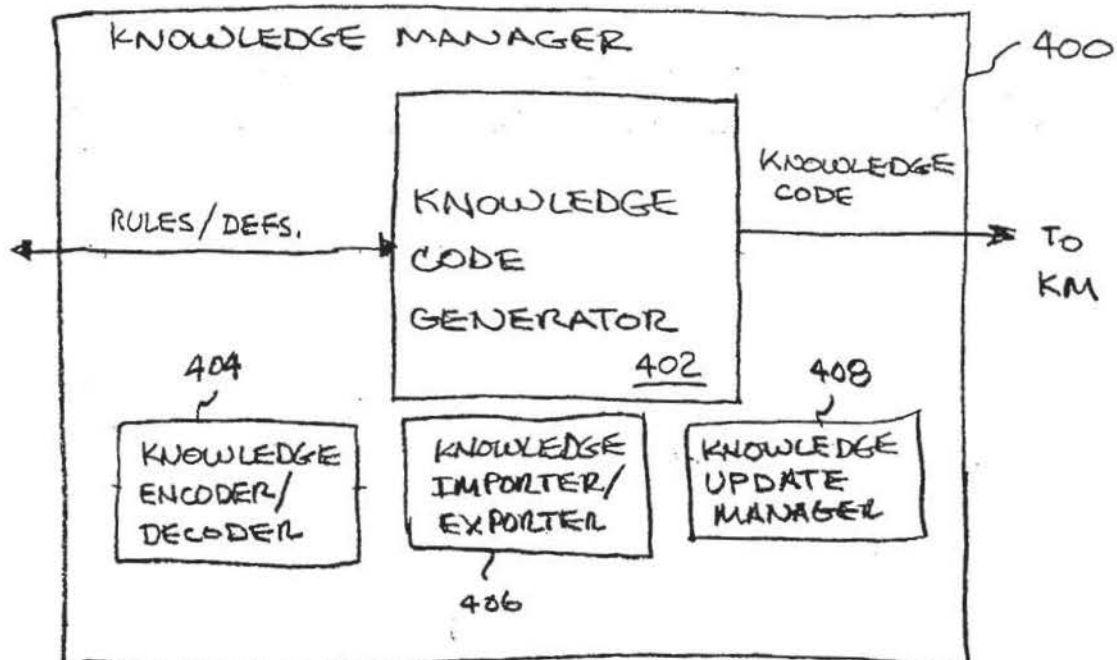 KNOWLEDGE MANAGER
400
KNOWLEDGE
CODE
RULES/DEFS.
KNOWLEDGE
CODE
GENERATOR
402
TO
KM
404
408
KNOWLEDGE
ENCODER/
DECODER
KNOWLEDGE
IMPORTER/
EXPORTER
KNOWLEDGE
UPDATE
MANAGER
406